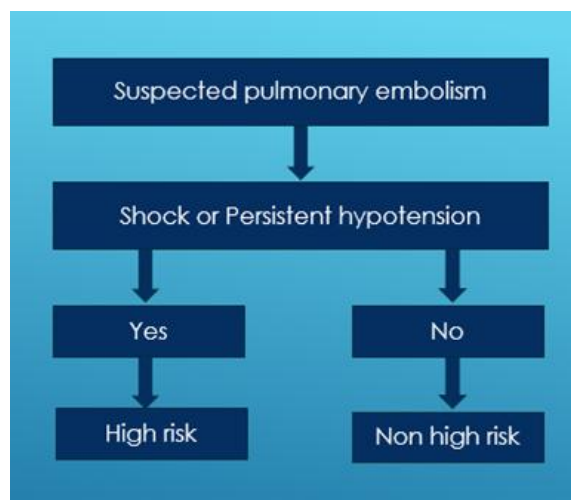 Suspected pulmonary embolism
Shock or Persistent hypotension
Yes
No
High risk
Non high risk